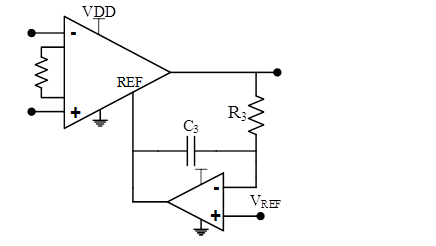 VDD
-
REF
+
R3
C3
-
VREF
+